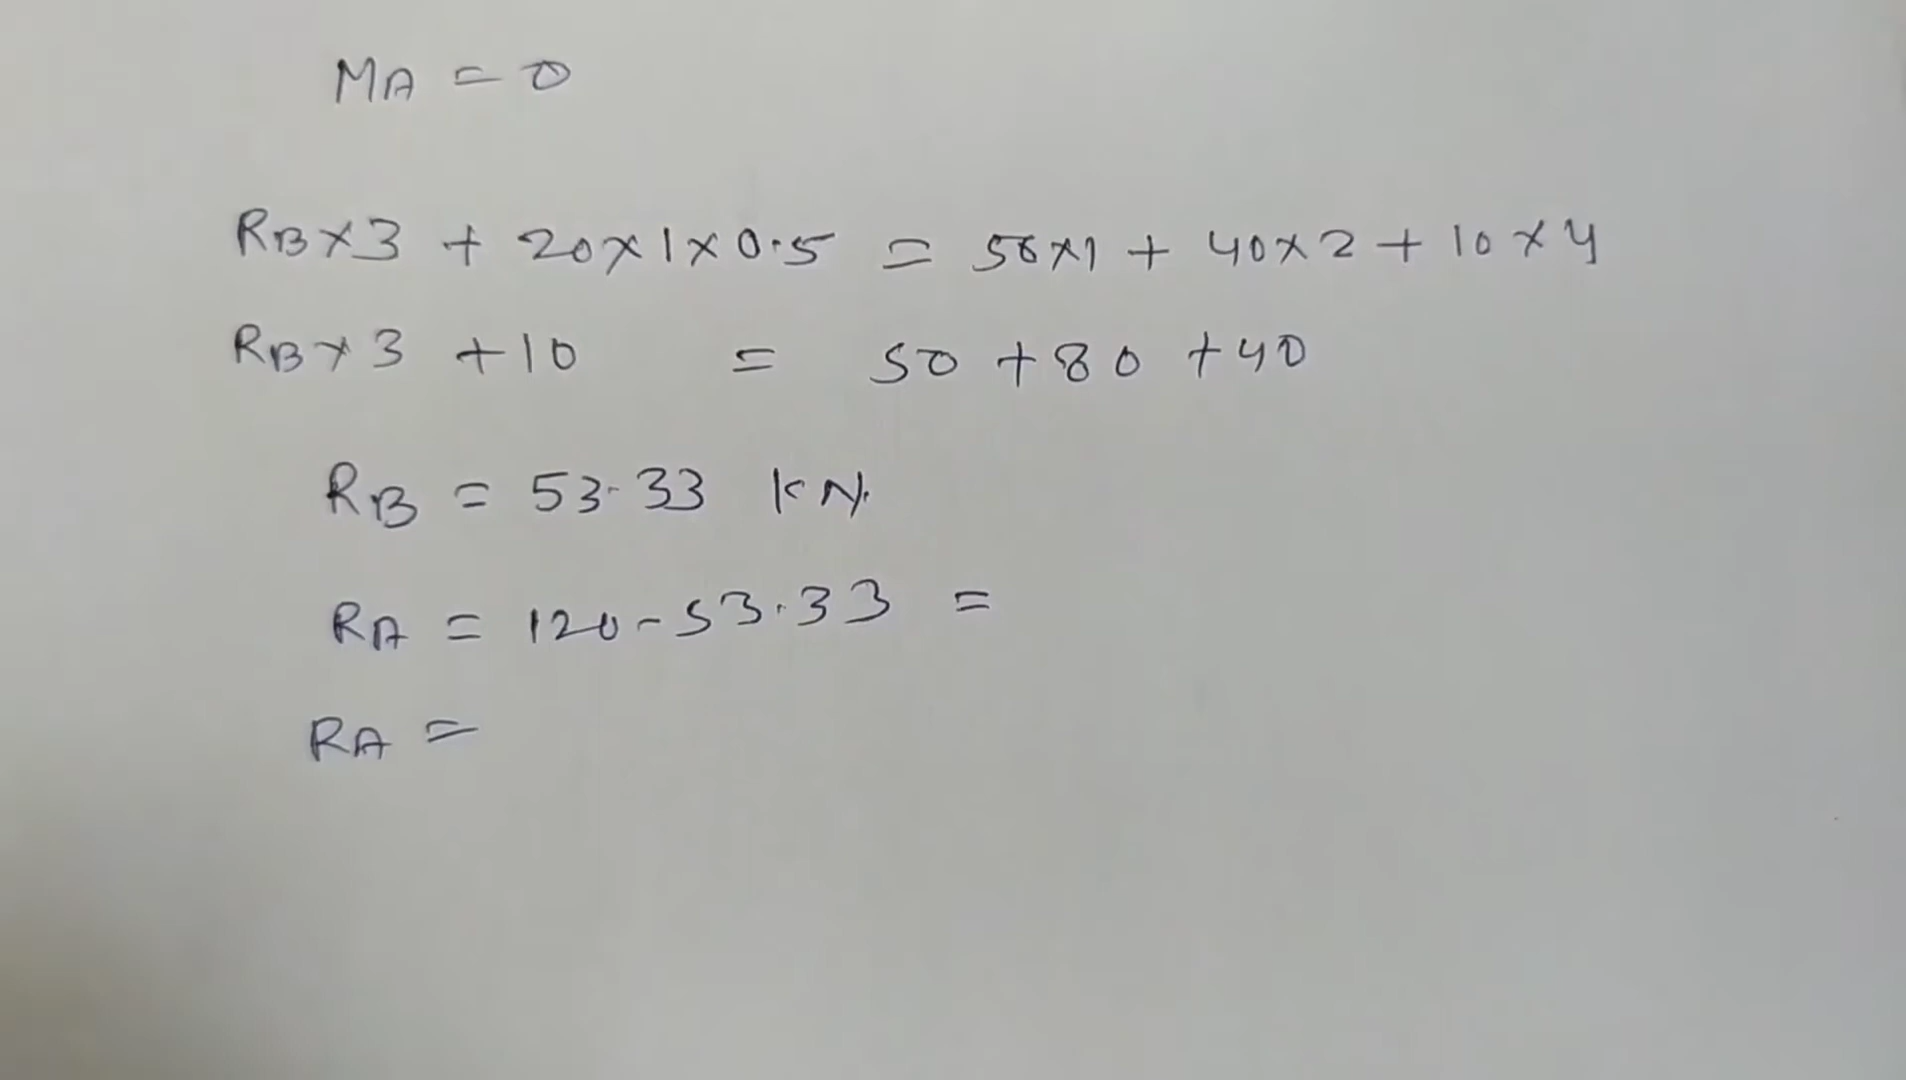 MA = 0
RB×3 + 20×1×0.5 = 50×1 + 40×2 + 10×4
RB×3 +10 = 50 +80 +40
RB = 53.33 KN.
RA = 120-53.33 =
RA =